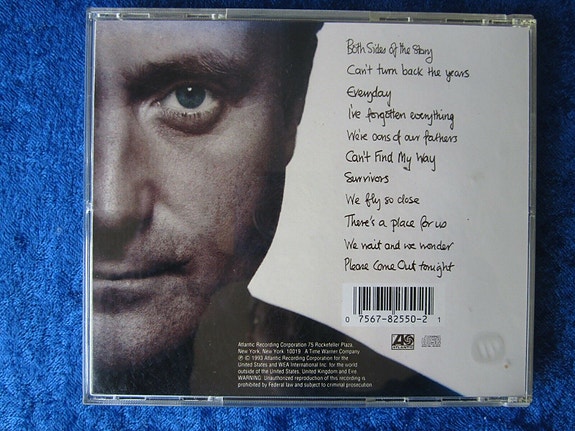 Both Sides of the Story
Can't turn back the years
Everyday
I've forgotten everything
We're sons of our fathers
Can't Find My Way
Survivors
We fly so close
There's a place for us
We wait and we wonder
Please Come Out tonight
0 7567-82550-2 1
ATLANTIC
Atlantic Recording Corporation 75 Rockefeller Plaza,
New York, New York 10019 A Time Warner Company
℗ © 1993 Atlantic Recording Corporation for the
United States and WEA International Inc. for the world
outside of the United States, United Kingdom and Eire.
WARNING: Unauthorized reproduction of this recording is
prohibited by Federal law and subject to criminal prosecution.